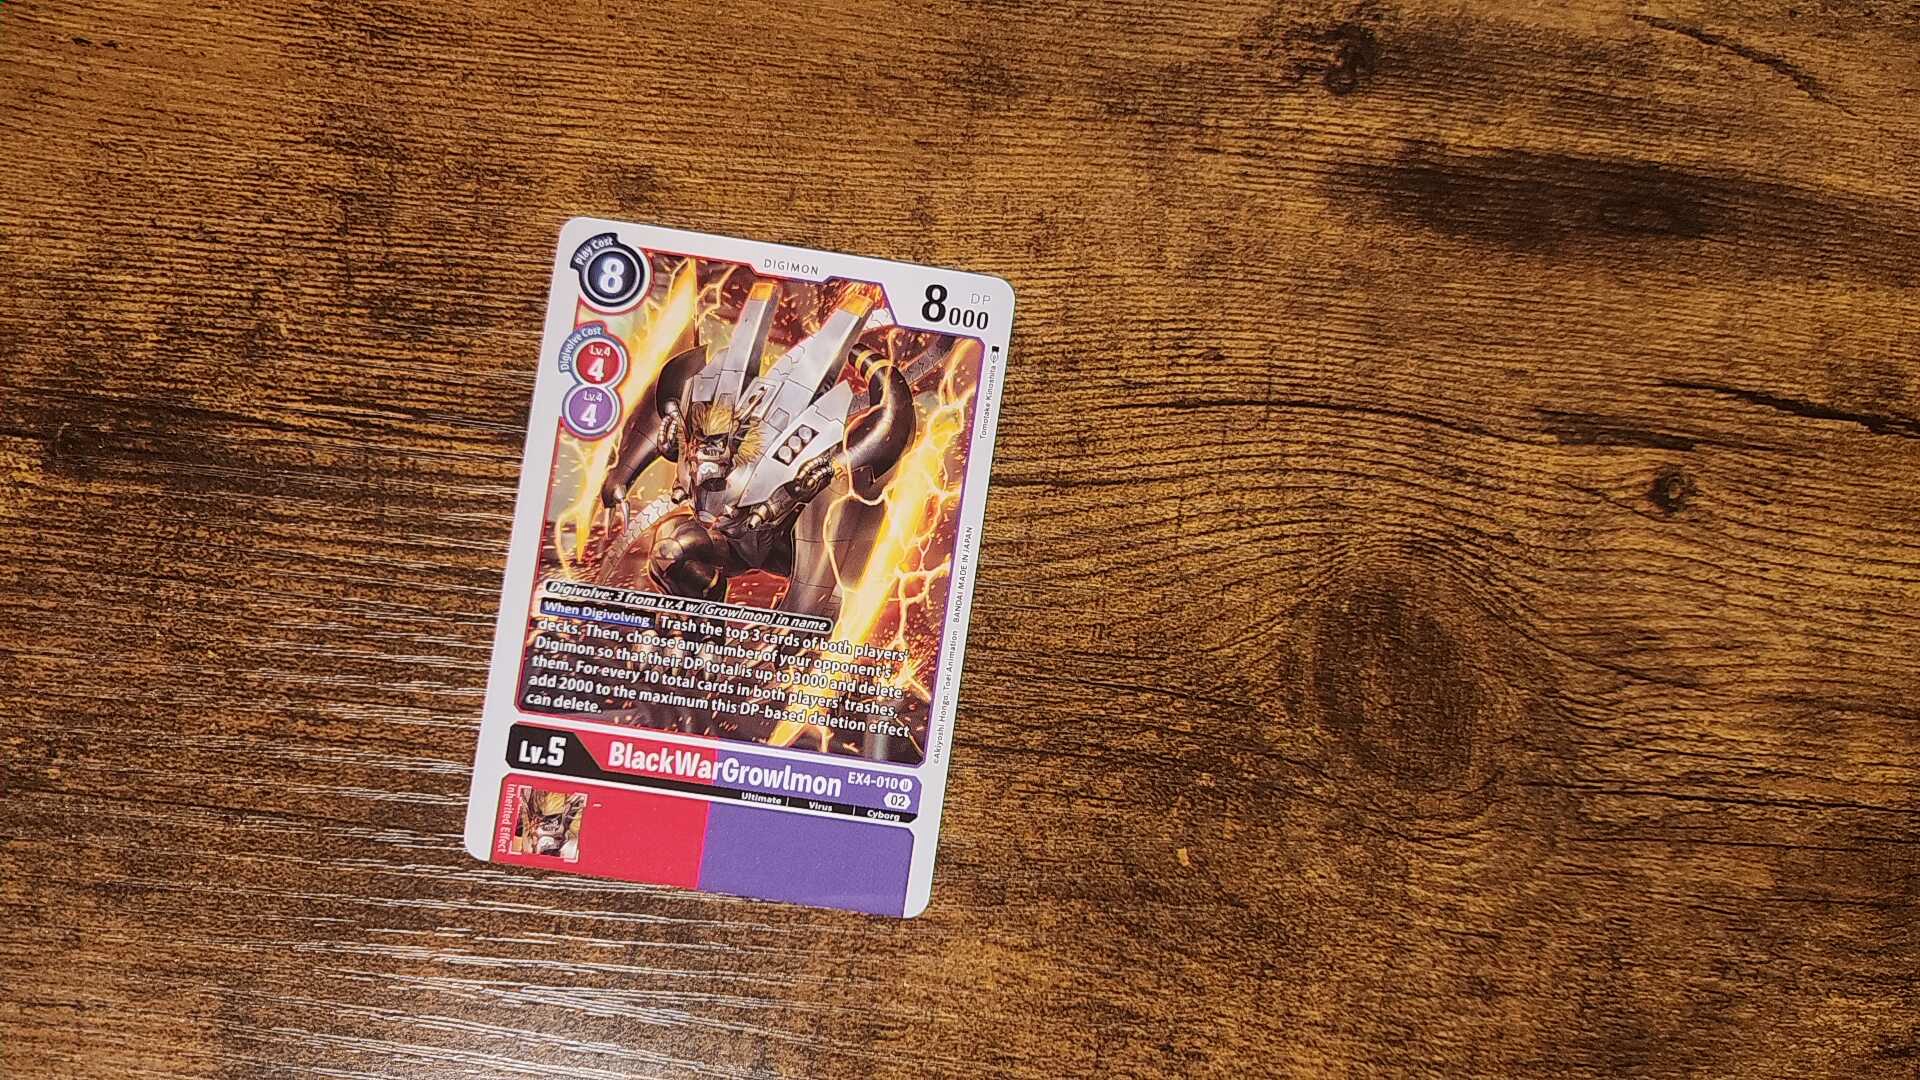 Play Cost
8
DIGIMON
8000 DP
Digivolve Cost
Lv.4
4
Lv.4
4
Tomotake Kinoshita
Digivolve: 3 from Lv.4 w/[Growlmon] in name
When Digivolving Trash the top 3 cards of both players'
decks. Then, choose any number of your opponent's
Digimon so that their DP total is up to 3000 and delete
them. For every 10 total cards in both players' trashes,
add 2000 to the maximum this DP-based deletion effect
can delete.
©Akiyoshi Hongo, Toei Animation BANDAI MADE IN JAPAN
Lv.5
BlackWarGrowlmon
EX4-010 U
02
Ultimate | Virus | Cyborg
Inherited Effect
-